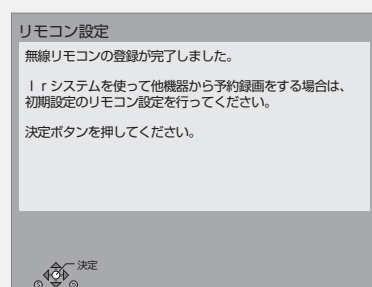 リモコン設定
無線リモコンの登録が完了しました。
Ｉｒシステムを使って他機器から予約録画をする場合は、
初期設定のリモコン設定を行ってください。
決定ボタンを押してください。
決定